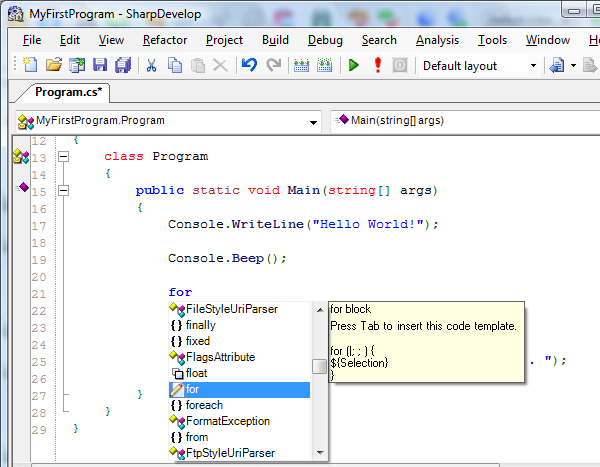 MyFirstProgram - SharpDevelop
File Edit View Refactor Project Build Debug Search Analysis Tools Window
Default layout
Program.cs*
MyFirstProgram.Program Main(string[] args)
12 {
13 class Program
14 {
15 public static void Main(string[] args)
16 {
17 Console.WriteLine("Hello World!");
18
19 Console.Beep();
20
21 for
22 FileStyleUriParser for block
23 { } finally Press Tab to insert this code template.
{ } fixed for (|; ; ) {
24 FlagsAttribute ${Selection}
25 float } . ");
26 for
27 } { } foreach
28 } FormatException
29 } { } from
FtpStyleUriParser